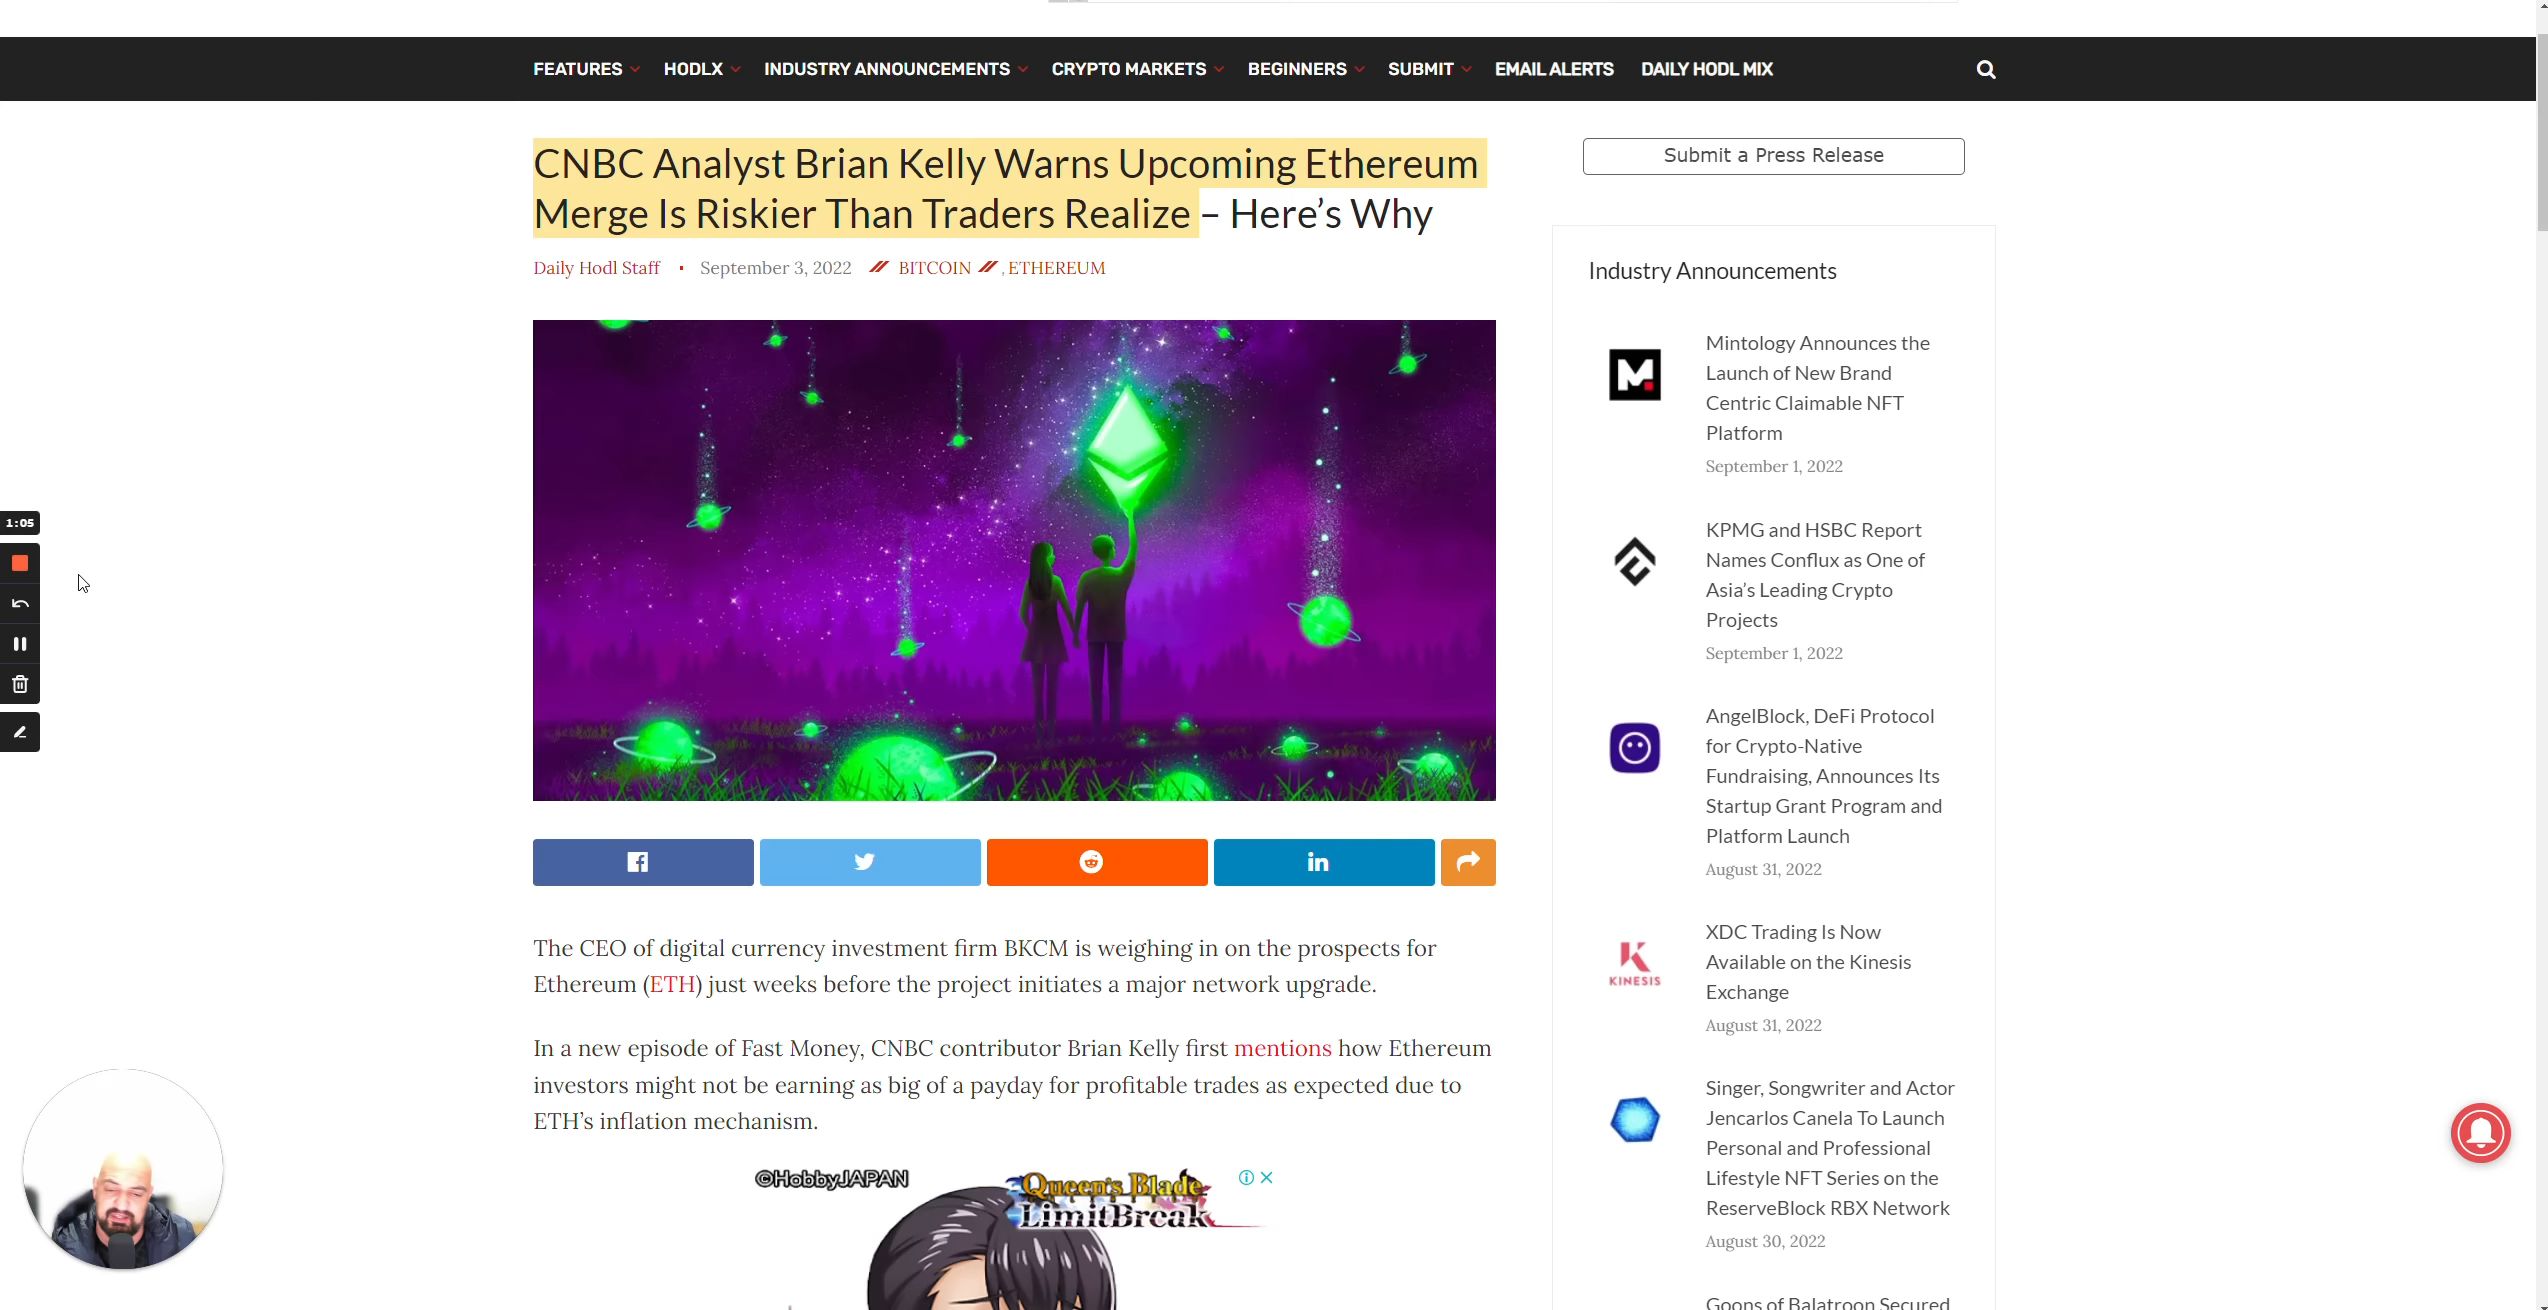 FEATURES HODLX INDUSTRY ANNOUNCEMENTS CRYPTO MARKETS BEGINNERS SUBMIT EMAIL ALERTS DAILY HODL MIX
CNBC Analyst Brian Kelly Warns Upcoming Ethereum
Merge Is Riskier Than Traders Realize – Here’s Why
Daily Hodl Staff ▪ September 3, 2022 BITCOIN , ETHEREUM
1:05
The CEO of digital currency investment firm BKCM is weighing in on the prospects for
Ethereum (ETH) just weeks before the project initiates a major network upgrade.
In a new episode of Fast Money, CNBC contributor Brian Kelly first mentions how Ethereum
investors might not be earning as big of a payday for profitable trades as expected due to
ETH’s inflation mechanism.
©HobbyJAPAN
Queen's Blade
LimitBreak
Submit a Press Release
Industry Announcements
Mintology Announces the
Launch of New Brand
Centric Claimable NFT
Platform
September 1, 2022
KPMG and HSBC Report
Names Conflux as One of
Asia’s Leading Crypto
Projects
September 1, 2022
AngelBlock, DeFi Protocol
for Crypto-Native
Fundraising, Announces Its
Startup Grant Program and
Platform Launch
August 31, 2022
KINESIS
XDC Trading Is Now
Available on the Kinesis
Exchange
August 31, 2022
Singer, Songwriter and Actor
Jencarlos Canela To Launch
Personal and Professional
Lifestyle NFT Series on the
ReserveBlock RBX Network
August 30, 2022
Goons of Balatroon Secured